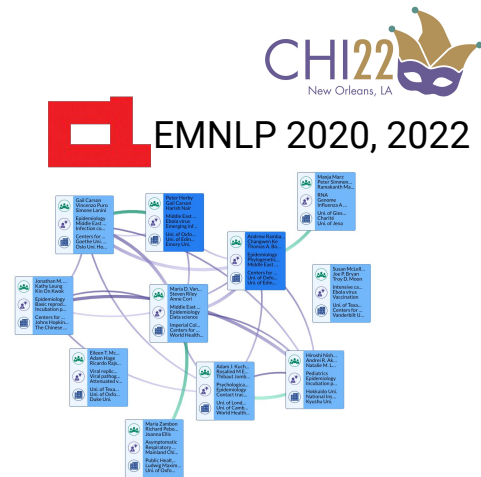 CHI22
New Orleans, LA
EMNLP 2020, 2022
Manja Marz
Peter Simmon...
Ramakanth Ma...
RNA
Genome
Influenza A ...
Uni. of Glas...
Charité
Uni. of Jena
Gail Carson
Vincenzo Puro
Simone Lanini
Epidemiology
Middle East ...
Infection co...
Centers for ...
Goethe Uni. ...
Oslo Uni. Ho...
Peter Horby
Gail Carson
Harish Nair
Middle East ...
Ebola virus
Emerging inf...
Uni. of Oxfo...
Uni. of Edin...
Emory Uni.
Andrew Ramba...
Changwen Ke
Thomas A. Bo...
Epidemiology
Phylogenetic...
Middle East ...
Centers for ...
Uni. of Oxfo...
Uni. of Edin...
Susan McLell...
Joe P. Bryan
Troy D. Moon
Intensive ca...
Ebola virus
Vaccination
Uni. of Texa...
Centers for ...
Vanderbilt U...
Jonathan M. ...
Kathy Leung
Kin On Kwok
Epidemiology
Basic reprod...
Incubation p...
Centers for ...
Johns Hopkin...
The Chinese ...
Maria D. Van...
Steven Riley
Anne Cori
Middle East ...
Epidemiology
Data science
Imperial Col...
Centers for ...
World Health...
Eileen T. Mc...
Adam Hage
Ricardo Rajs...
Viral replic...
Viral pathog...
Attenuated v...
Uni. of Texa...
Uni. of Oxfo...
Duke Uni.
Adam J. Kuch...
Rosalind M E...
Thibaut Jomb...
Psychologica...
Epidemiology
Contact trac...
Uni. of Lond...
Uni. of Camb...
World Health...
Hiroshi Nish...
Andrei R. Ak...
Natalie M. L...
Pediatrics
Epidemiology
Incubation p...
Hokkaido Uni.
National Ins...
Kyushu Uni.
Maria Zambon
Richard Pebo...
Joanna Ellis
Asymptomatic
Respiratory ...
Mainland Chi...
Public Healt...
Ludwig Maxim...
Uni. of Oxfo...